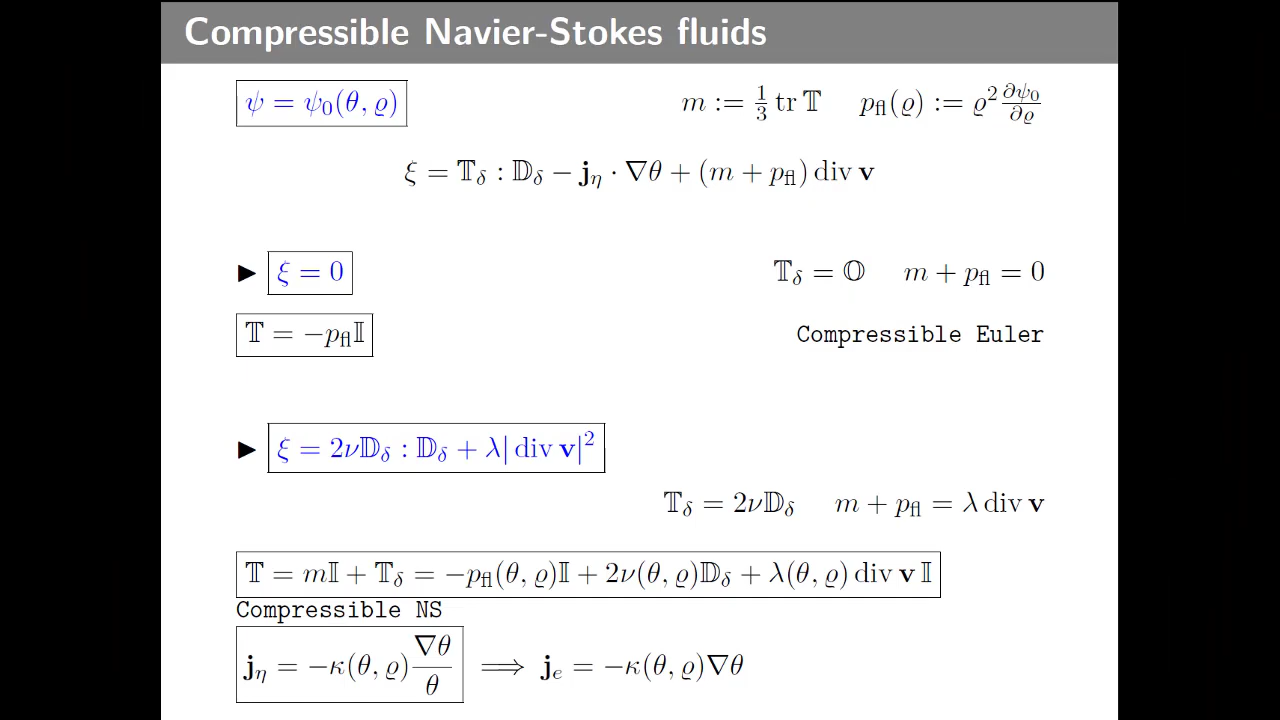 Compressible Navier-Stokes fluids
ψ = ψ₀(θ, ϱ) m := 1/3 tr 𝕋 p_fl(ϱ) := ϱ² ∂ψ₀/∂ϱ
ξ = 𝕋_δ : 𝔻_δ − 𝐣_η · ∇θ + (m + p_fl) div 𝐯
▶ ξ = 0 𝕋_δ = 𝕆 m + p_fl = 0
𝕋 = −p_fl 𝕀 Compressible Euler
▶ ξ = 2ν𝔻_δ : 𝔻_δ + λ| div 𝐯|²
𝕋_δ = 2ν𝔻_δ m + p_fl = λ div 𝐯
𝕋 = m𝕀 + 𝕋_δ = −p_fl(θ, ϱ)𝕀 + 2ν(θ, ϱ)𝔻_δ + λ(θ, ϱ) div 𝐯 𝕀
Compressible NS
𝐣_η = −κ(θ, ϱ) ∇θ/θ ⟹ 𝐣_e = −κ(θ, ϱ)∇θ